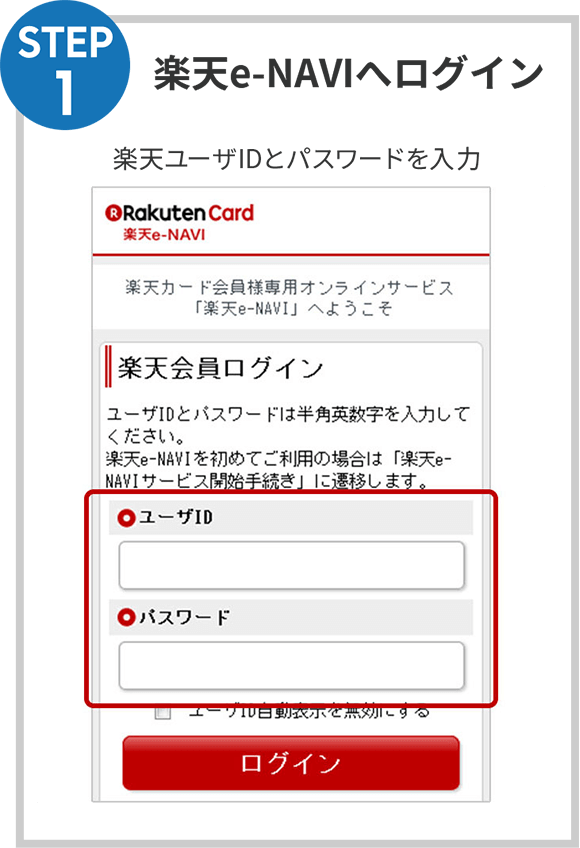 STEP
1
楽天e-NAVIへログイン
楽天ユーザIDとパスワードを入力
Rakuten Card
楽天e-NAVI
楽天カード会員様専用オンラインサービス
「楽天e-NAVI」へようこそ
楽天会員ログイン
ユーザIDとパスワードは半角英数字を入力して
ください。
楽天e-NAVIを初めてご利用の場合は「楽天e-
NAVIサービス開始手続き」に遷移します。
ユーザID
パスワード
ユーザID自動表示を無効にする
ログイン